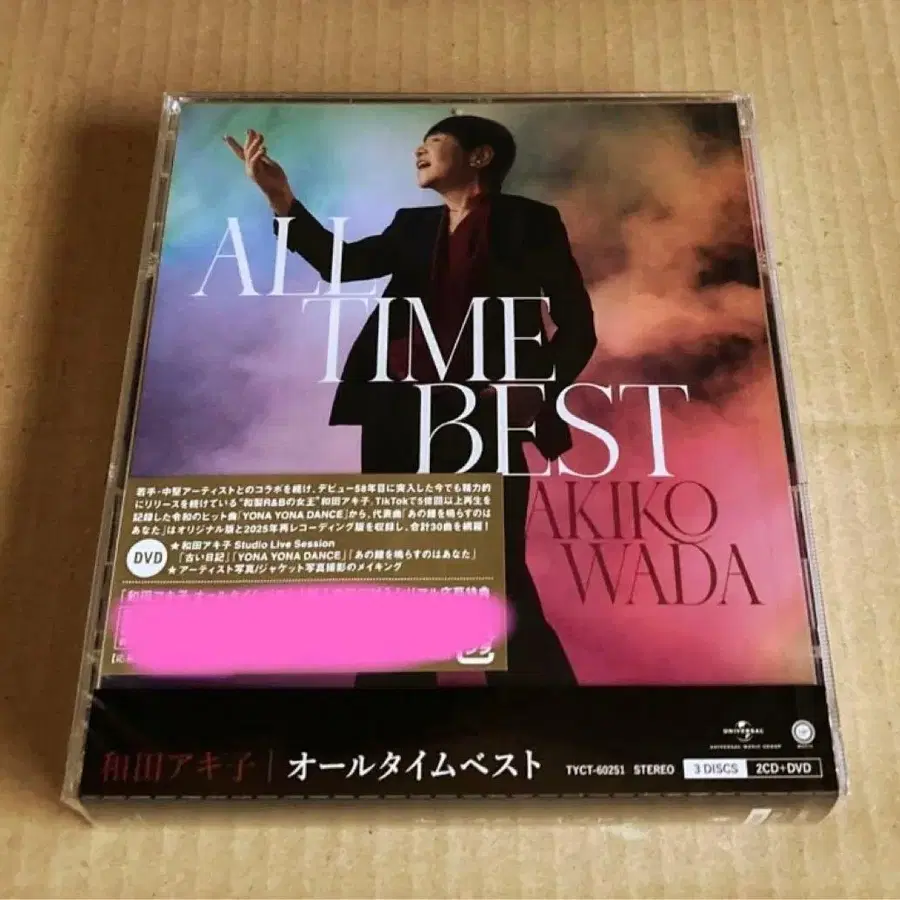 ALL
TIME
BEST
AKIKO
WADA
若手・中堅アーティストとのコラボを続け、デビュー58年目に突入した今でも精力的
にリリースを続けている"和製R&Bの女王"和田アキ子。TikTokで5億回以上再生を
記録した令和のヒット曲「YONA YONA DANCE」から、代表曲「あの鐘を鳴らすのは
あなた」はオリジナル版と2025年再レコーディング版を収録し、合計30曲を網羅!
DVD
★和田アキ子 Studio Live Session
「古い日記」「YONA YONA DANCE」「あの鐘を鳴らすのはあなた」
★アーティスト写真/ジャケット写真撮影のメイキング
和田アキ子 | オールタイムベスト
UNIVERSAL
UNIVERSAL MUSIC GROUP
TYCT-60251 STEREO 3 DISCS 2CD+DVD